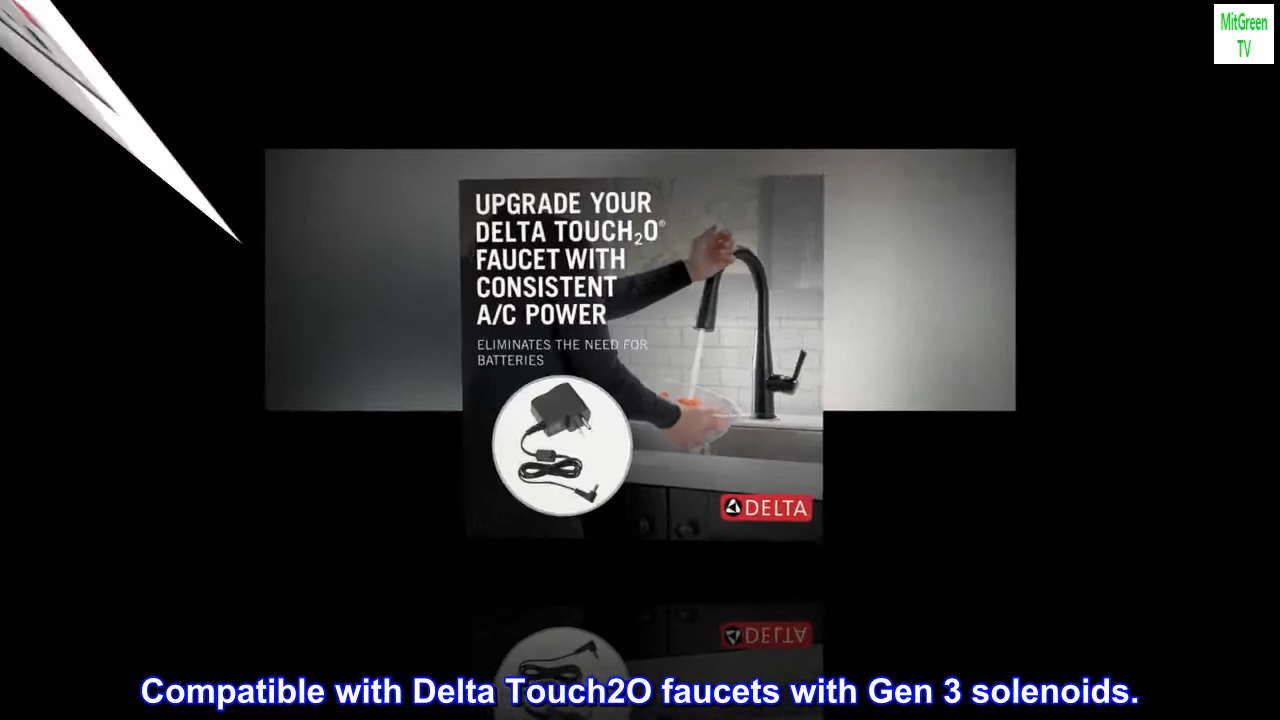 MitGreen
TV
UPGRADE YOUR
DELTA TOUCH₂O®
FAUCET WITH
CONSISTENT
A/C POWER
ELIMINATES THE NEED FOR
BATTERIES
DELTA
DELTA
Compatible with Delta Touch2O faucets with Gen 3 solenoids.